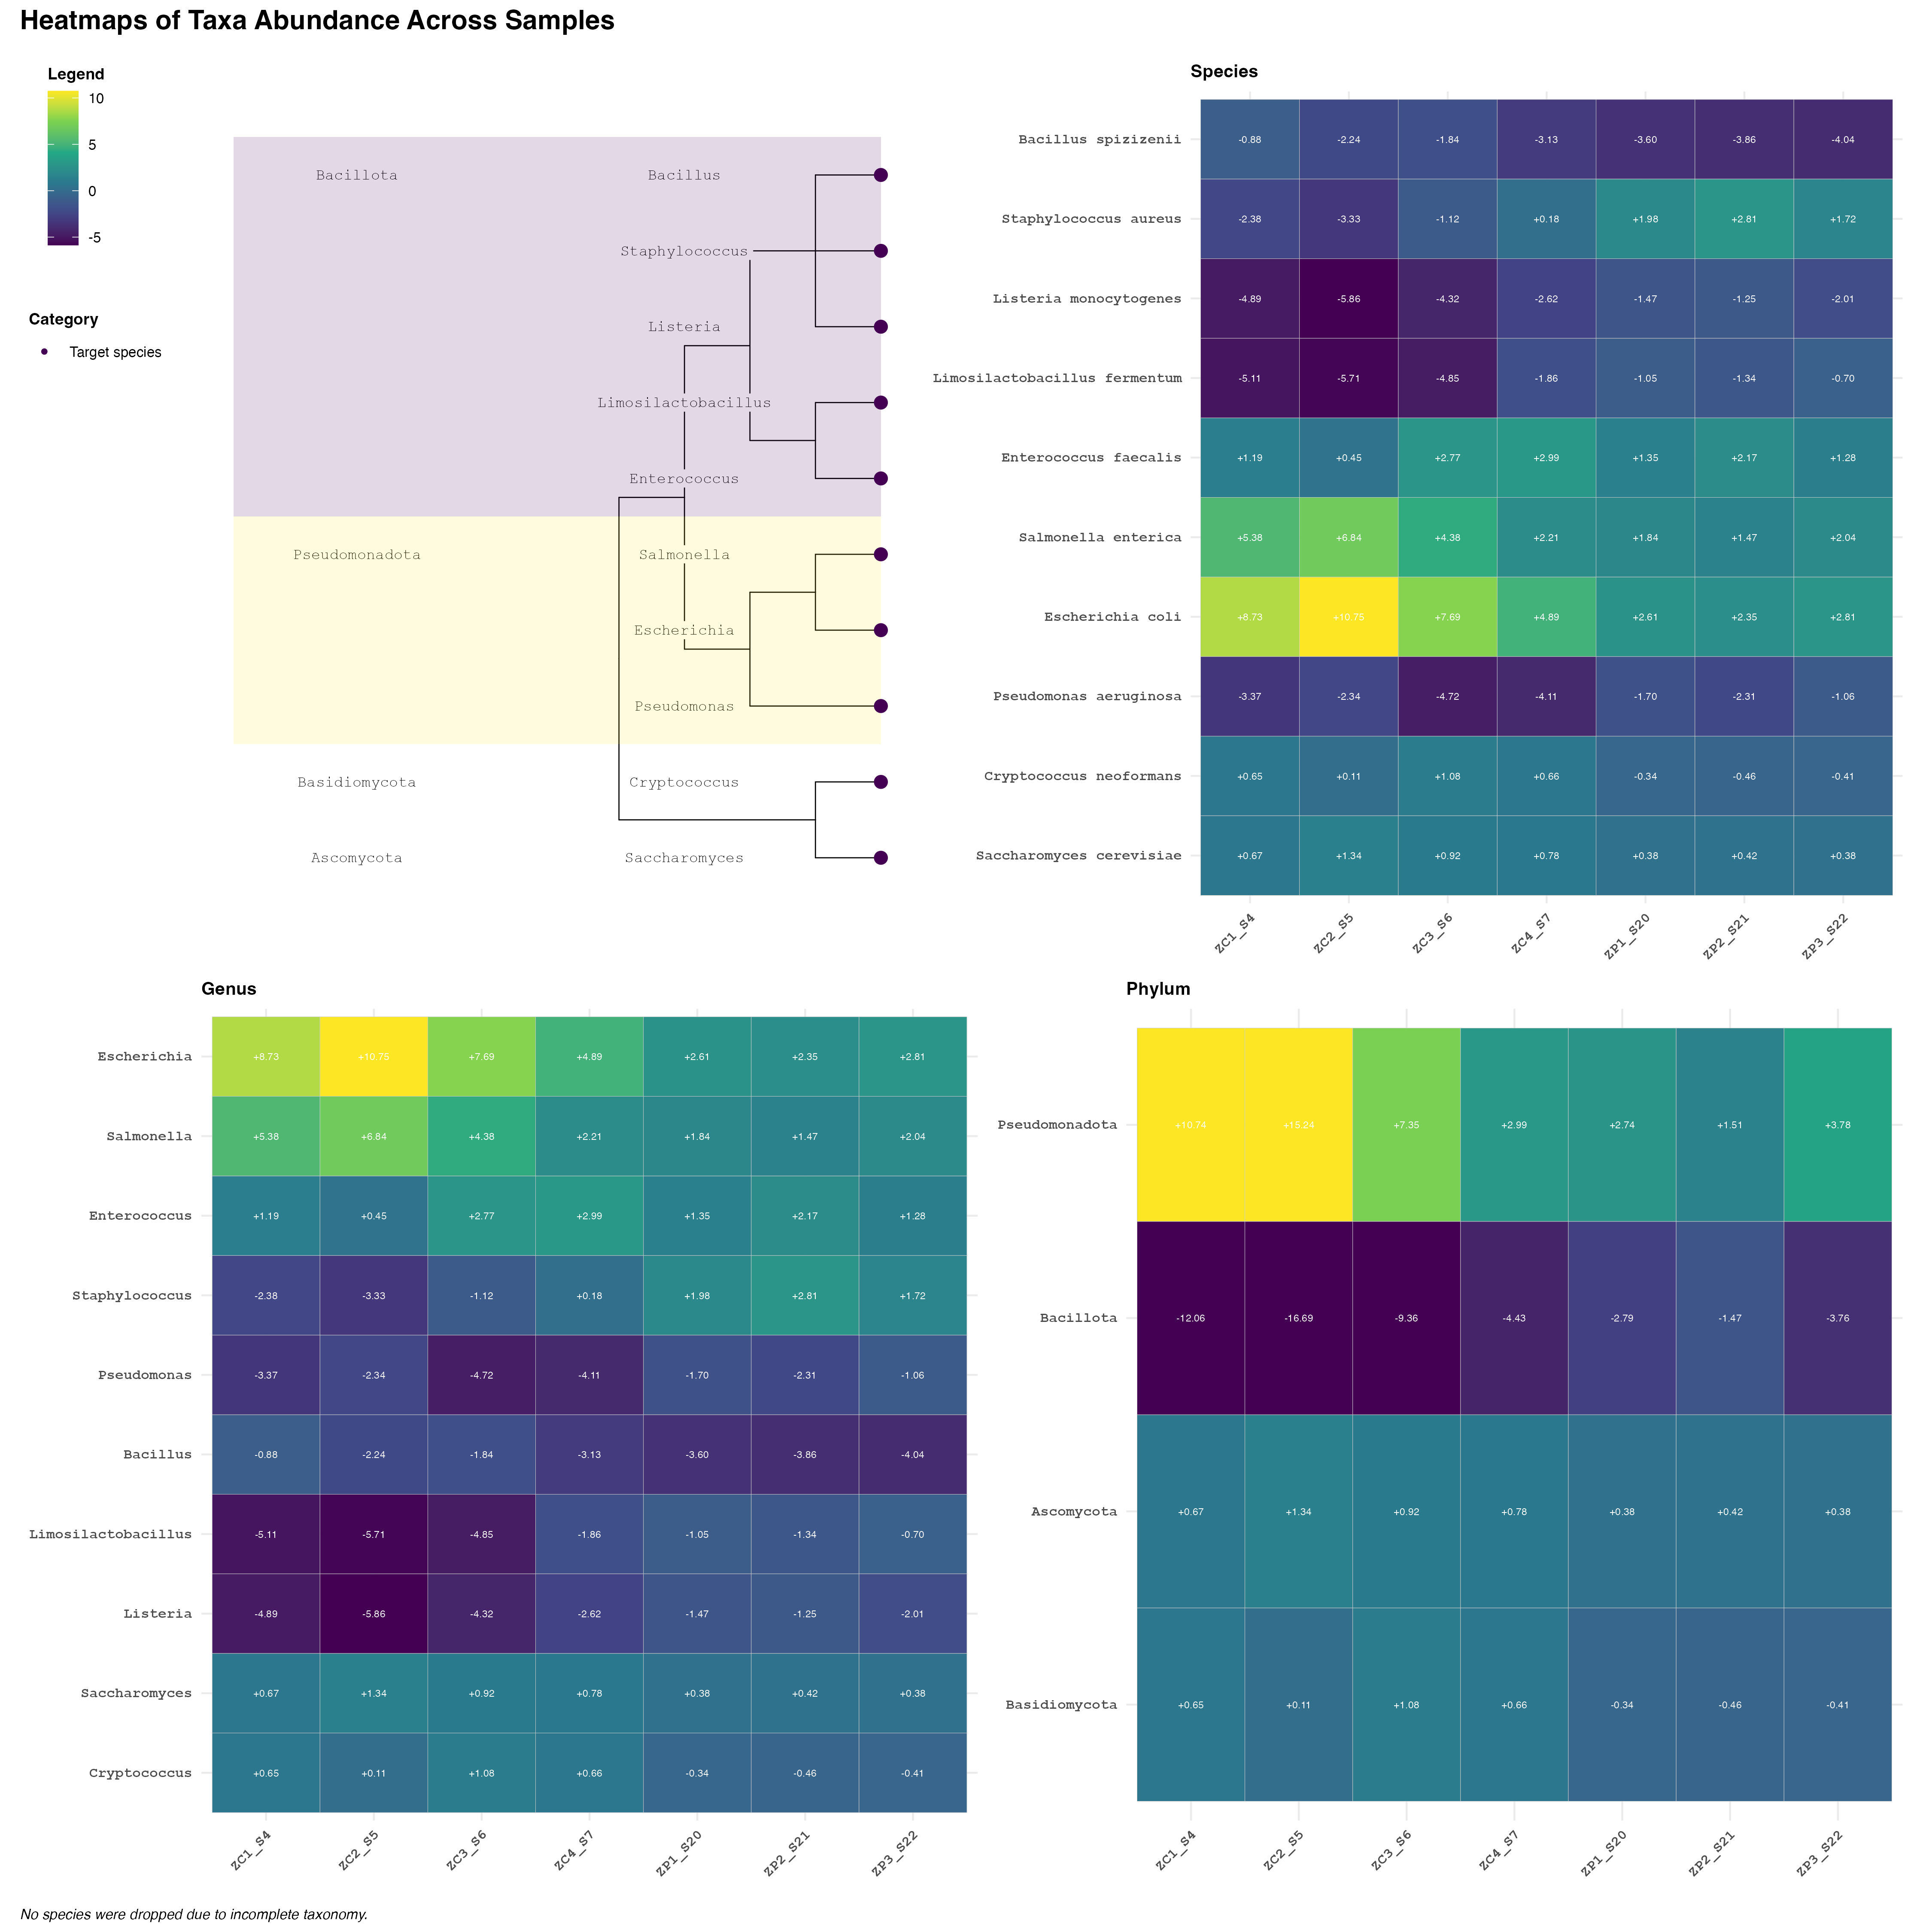 Heatmaps of Taxa Abundance Across Samples
Legend
10
5
0
-5
Category
Target species
Bacillota Bacillus
Staphylococcus
Listeria
Limosilactobacillus
Enterococcus
Pseudomonadota Salmonella
Escherichia
Pseudomonas
Basidiomycota Cryptococcus
Ascomycota Saccharomyces
Species
Bacillus spizizenii -0.88 -2.24 -1.84 -3.13 -3.60 -3.86 -4.04
Staphylococcus aureus -2.38 -3.33 -1.12 +0.18 +1.98 +2.81 +1.72
Listeria monocytogenes -4.89 -5.86 -4.32 -2.62 -1.47 -1.25 -2.01
Limosilactobacillus fermentum -5.11 -5.71 -4.85 -1.86 -1.05 -1.34 -0.70
Enterococcus faecalis +1.19 +0.45 +2.77 +2.99 +1.35 +2.17 +1.28
Salmonella enterica +5.38 +6.84 +4.38 +2.21 +1.84 +1.47 +2.04
Escherichia coli +8.73 +10.75 +7.69 +4.89 +2.61 +2.35 +2.81
Pseudomonas aeruginosa -3.37 -2.34 -4.72 -4.11 -1.70 -2.31 -1.06
Cryptococcus neoformans +0.65 +0.11 +1.08 +0.66 -0.34 -0.46 -0.41
Saccharomyces cerevisiae +0.67 +1.34 +0.92 +0.78 +0.38 +0.42 +0.38
ZC1_S4 ZC2_S5 ZC3_S6 ZC4_S7 ZP1_S20 ZP2_S21 ZP3_S22
Genus
Escherichia +8.73 +10.75 +7.69 +4.89 +2.61 +2.35 +2.81
Salmonella +5.38 +6.84 +4.38 +2.21 +1.84 +1.47 +2.04
Enterococcus +1.19 +0.45 +2.77 +2.99 +1.35 +2.17 +1.28
Staphylococcus -2.38 -3.33 -1.12 +0.18 +1.98 +2.81 +1.72
Pseudomonas -3.37 -2.34 -4.72 -4.11 -1.70 -2.31 -1.06
Bacillus -0.88 -2.24 -1.84 -3.13 -3.60 -3.86 -4.04
Limosilactobacillus -5.11 -5.71 -4.85 -1.86 -1.05 -1.34 -0.70
Listeria -4.89 -5.86 -4.32 -2.62 -1.47 -1.25 -2.01
Saccharomyces +0.67 +1.34 +0.92 +0.78 +0.38 +0.42 +0.38
Cryptococcus +0.65 +0.11 +1.08 +0.66 -0.34 -0.46 -0.41
ZC1_S4 ZC2_S5 ZC3_S6 ZC4_S7 ZP1_S20 ZP2_S21 ZP3_S22
Phylum
Pseudomonadota +10.74 +15.24 +7.35 +2.99 +2.74 +1.51 +3.78
Bacillota -12.06 -16.69 -9.36 -4.43 -2.79 -1.47 -3.76
Ascomycota +0.67 +1.34 +0.92 +0.78 +0.38 +0.42 +0.38
Basidiomycota +0.65 +0.11 +1.08 +0.66 -0.34 -0.46 -0.41
ZC1_S4 ZC2_S5 ZC3_S6 ZC4_S7 ZP1_S20 ZP2_S21 ZP3_S22
No species were dropped due to incomplete taxonomy.